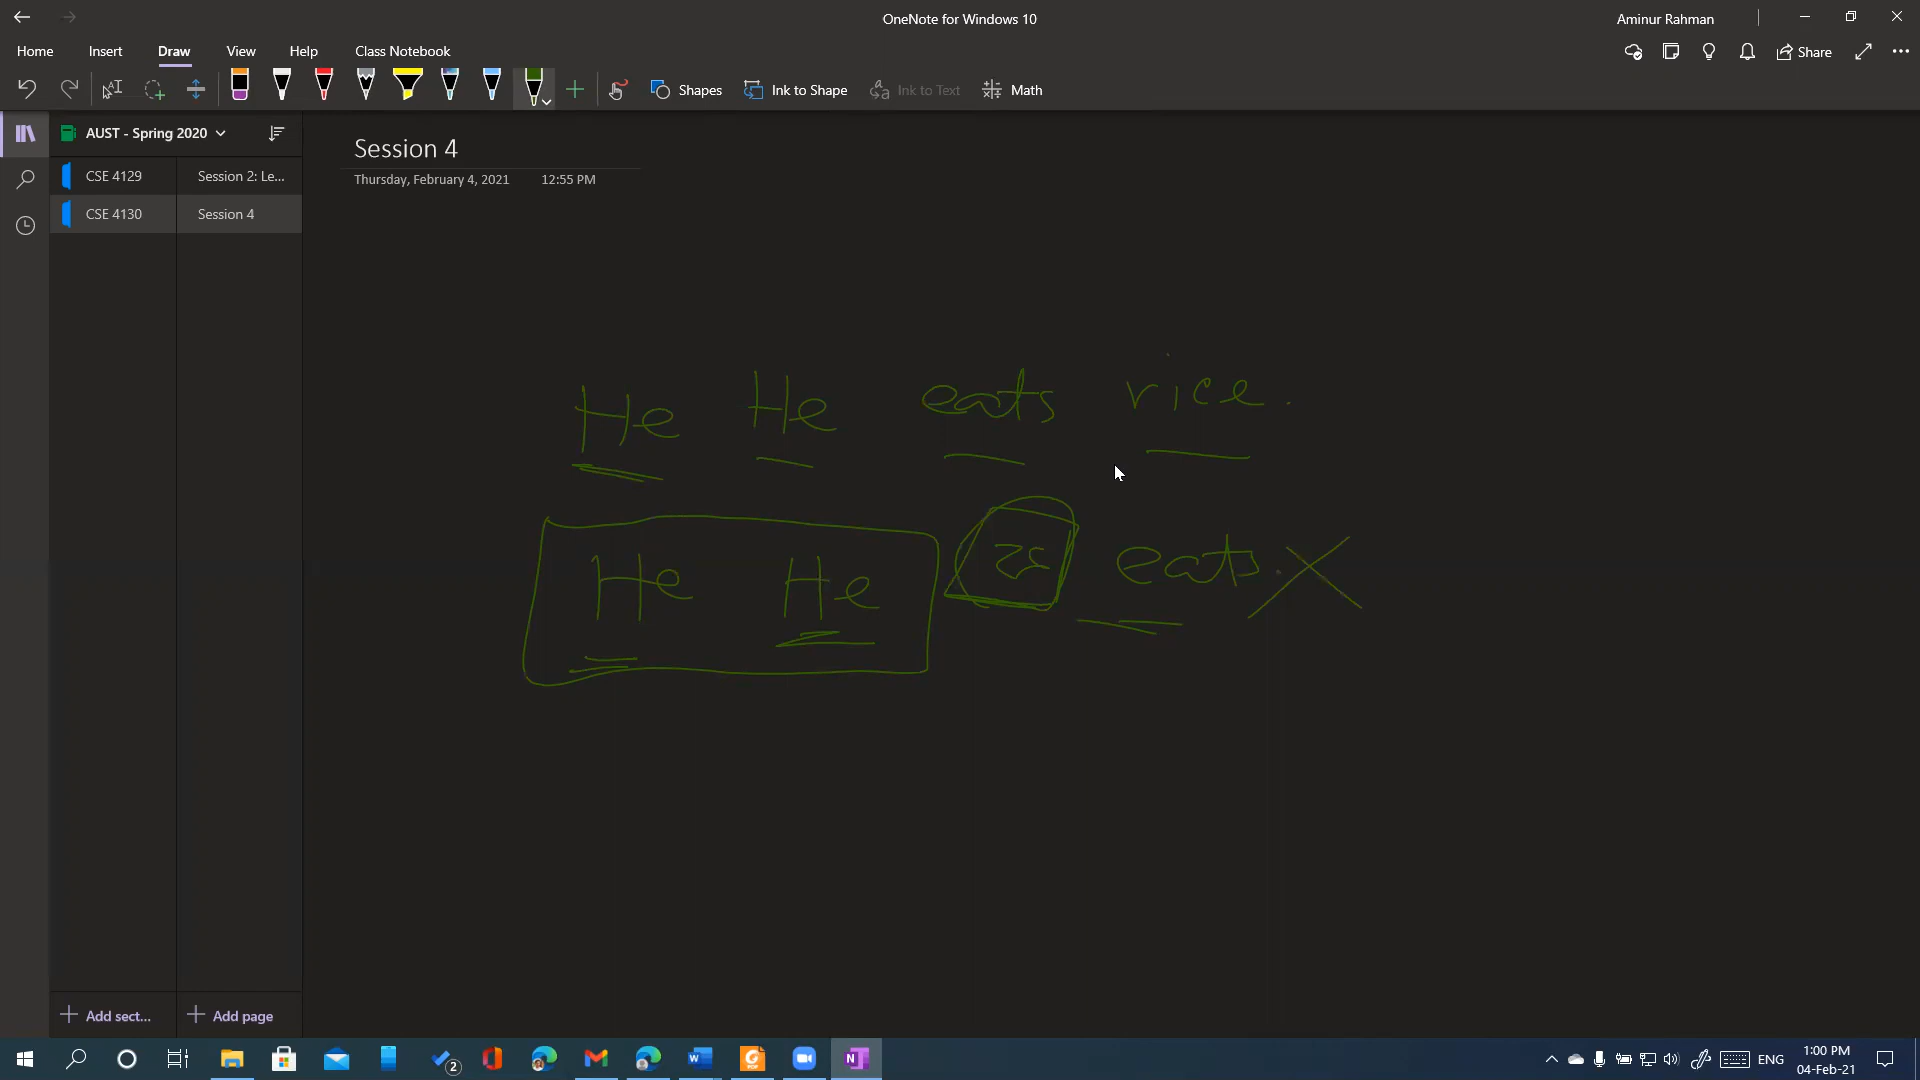 OneNote for Windows 10
Aminur Rahman
Home Insert Draw View Help Class Notebook
Share
Shapes Ink to Shape Ink to Text Math
AUST - Spring 2020
CSE 4129 Session 2: Le...
CSE 4130 Session 4
Session 4
Thursday, February 4, 2021 12:55 PM
He He eats rice.
He He is eats. X
Add sect... Add page
2
ENG
1:00 PM
04-Feb-21